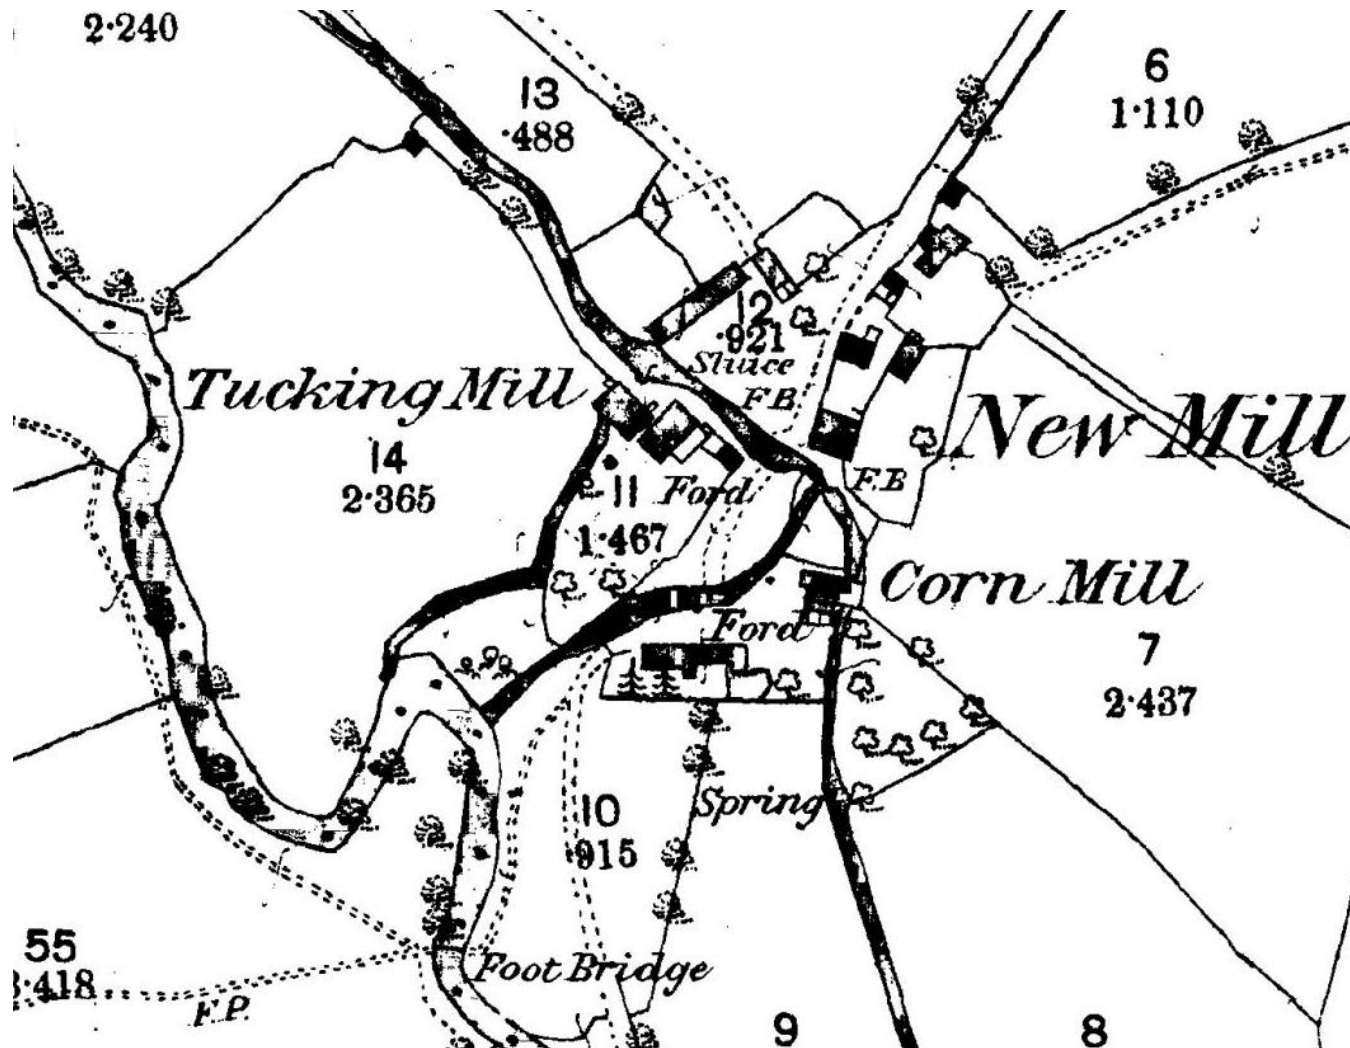 2·240
13
·488
6
1·110
12
·921
Sluice
F.B.
Tucking Mill
New Mill
14
2·365
11
1·467
Ford
F.B
Corn Mill
Ford
7
2·437
Spring
10
·915
55
3·418
F.P.
Foot Bridge
9
8